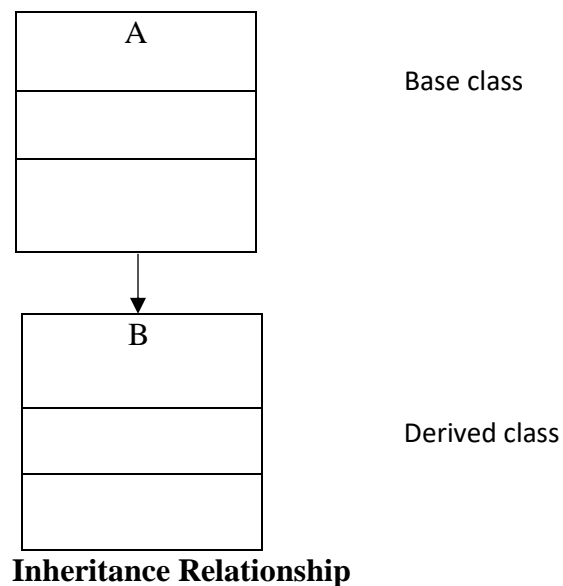 A
Base class
B
Derived class
Inheritance Relationship